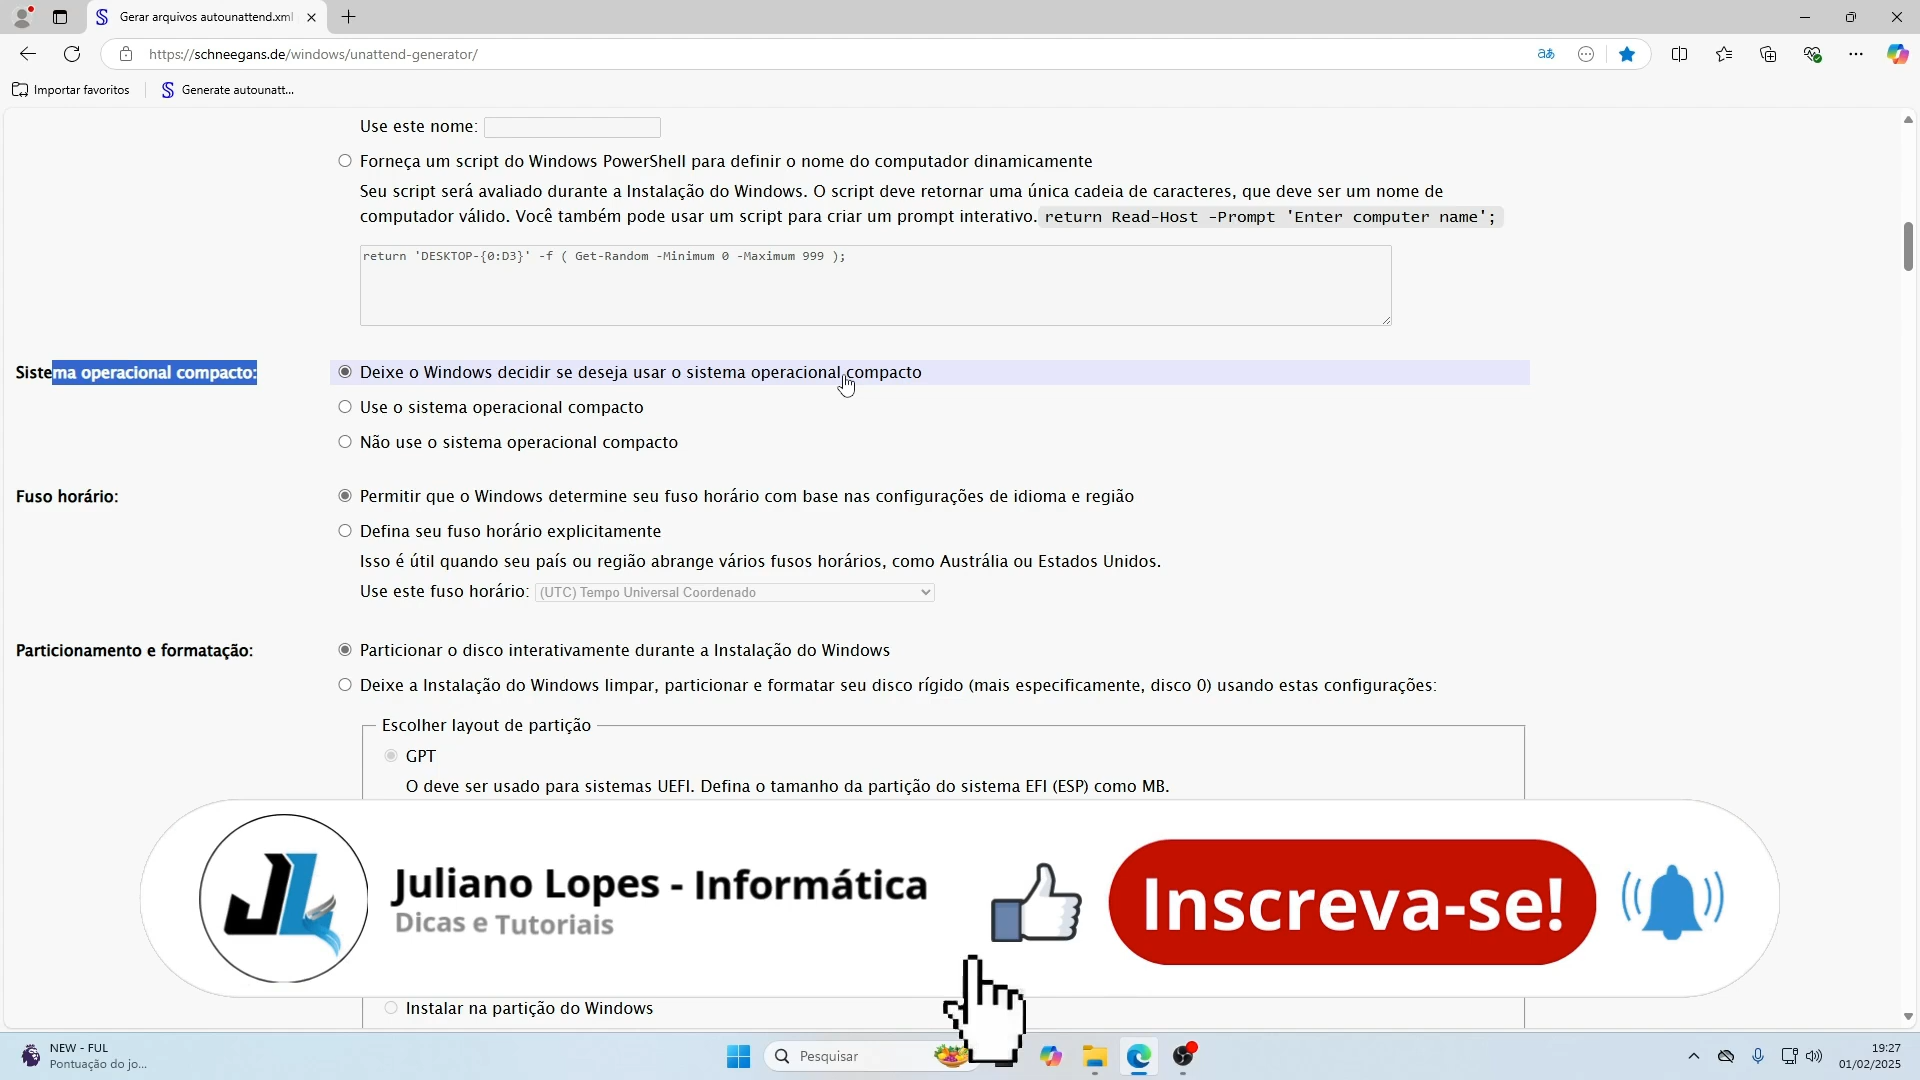 Gerar arquivos autounattend.xml
https://schneegans.de/windows/unattend-generator/
Importar favoritos
Generate autounatt...
Use este nome:
Forneça um script do Windows PowerShell para definir o nome do computador dinamicamente
Seu script será avaliado durante a Instalação do Windows. O script deve retornar uma única cadeia de caracteres, que deve ser um nome de
computador válido. Você também pode usar um script para criar um prompt interativo. return Read-Host -Prompt 'Enter computer name';
return 'DESKTOP-{0:D3}' -f ( Get-Random -Minimum 0 -Maximum 999 );
Sistema operacional compacto:
Deixe o Windows decidir se deseja usar o sistema operacional compacto
Use o sistema operacional compacto
Não use o sistema operacional compacto
Fuso horário:
Permitir que o Windows determine seu fuso horário com base nas configurações de idioma e região
Defina seu fuso horário explicitamente
Isso é útil quando seu país ou região abrange vários fusos horários, como Austrália ou Estados Unidos.
Use este fuso horário: (UTC) Tempo Universal Coordenado
Particionamento e formatação:
Particionar o disco interativamente durante a Instalação do Windows
Deixe a Instalação do Windows limpar, particionar e formatar seu disco rígido (mais especificamente, disco 0) usando estas configurações:
Escolher layout de partição
GPT
O deve ser usado para sistemas UEFI. Defina o tamanho da partição do sistema EFI (ESP) como MB.
JL
Juliano Lopes - Informática
Dicas e Tutoriais
Inscreva-se!
Instalar na partição do Windows
NEW - FUL
Pontuação do jo...
Pesquisar
19:27
01/02/2025